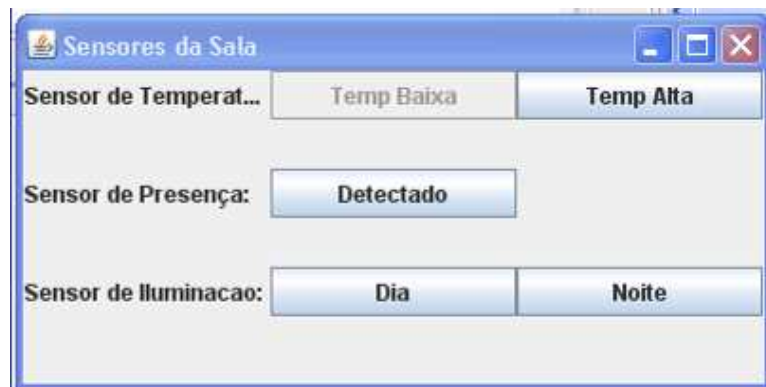 Sensores da Sala
Sensor de Temperat... Temp Baixa Temp Alta
Sensor de Presença: Detectado
Sensor de Iluminacao: Dia Noite